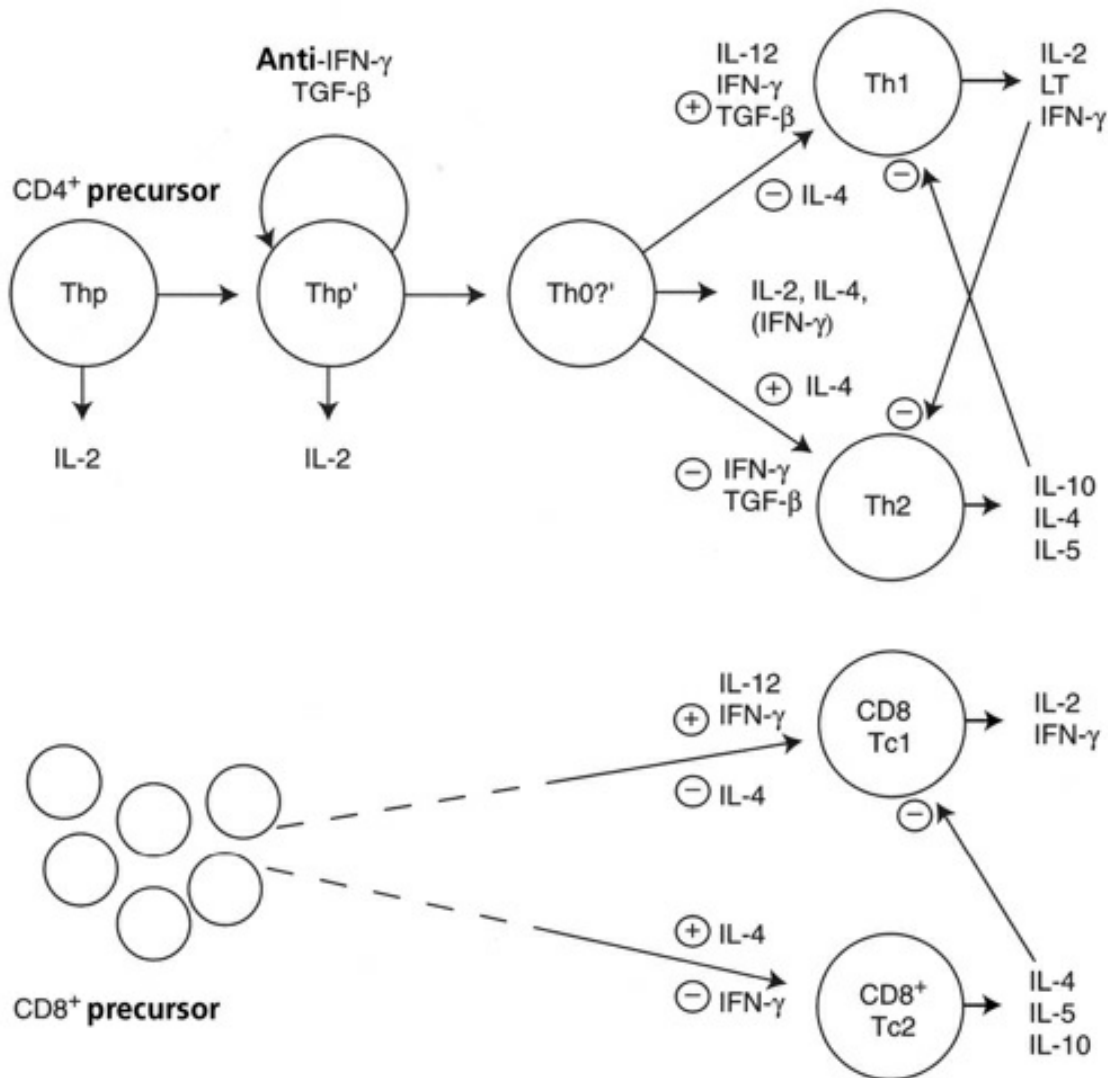 Anti-IFN-γ
TGF-β
CD4⁺ precursor
Thp
IL-2
Thp'
IL-2
Th0?'
IL-12
IFN-γ
+ TGF-β
− IL-4
Th1
−
IL-2
LT
IFN-γ
IL-2, IL-4,
(IFN-γ)
+ IL-4
− IFN-γ
TGF-β
−
Th2
IL-10
IL-4
IL-5
CD8⁺ precursor
IL-12
+ IFN-γ
− IL-4
CD8
Tc1
−
IL-2
IFN-γ
+ IL-4
− IFN-γ
CD8⁺
Tc2
IL-4
IL-5
IL-10